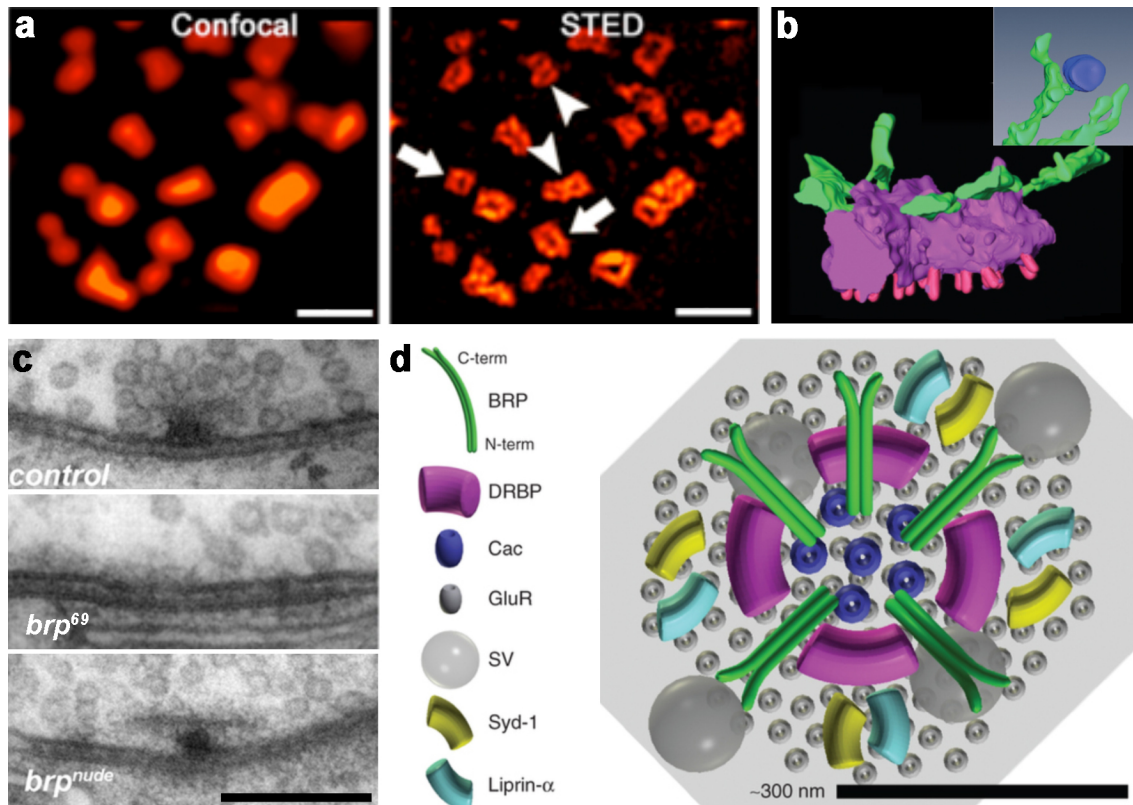 a
Confocal
STED
b
c
control
brp69
brpnude
d
C-term
BRP
N-term
DRBP
Cac
GluR
SV
Syd-1
Liprin-α
~300 nm